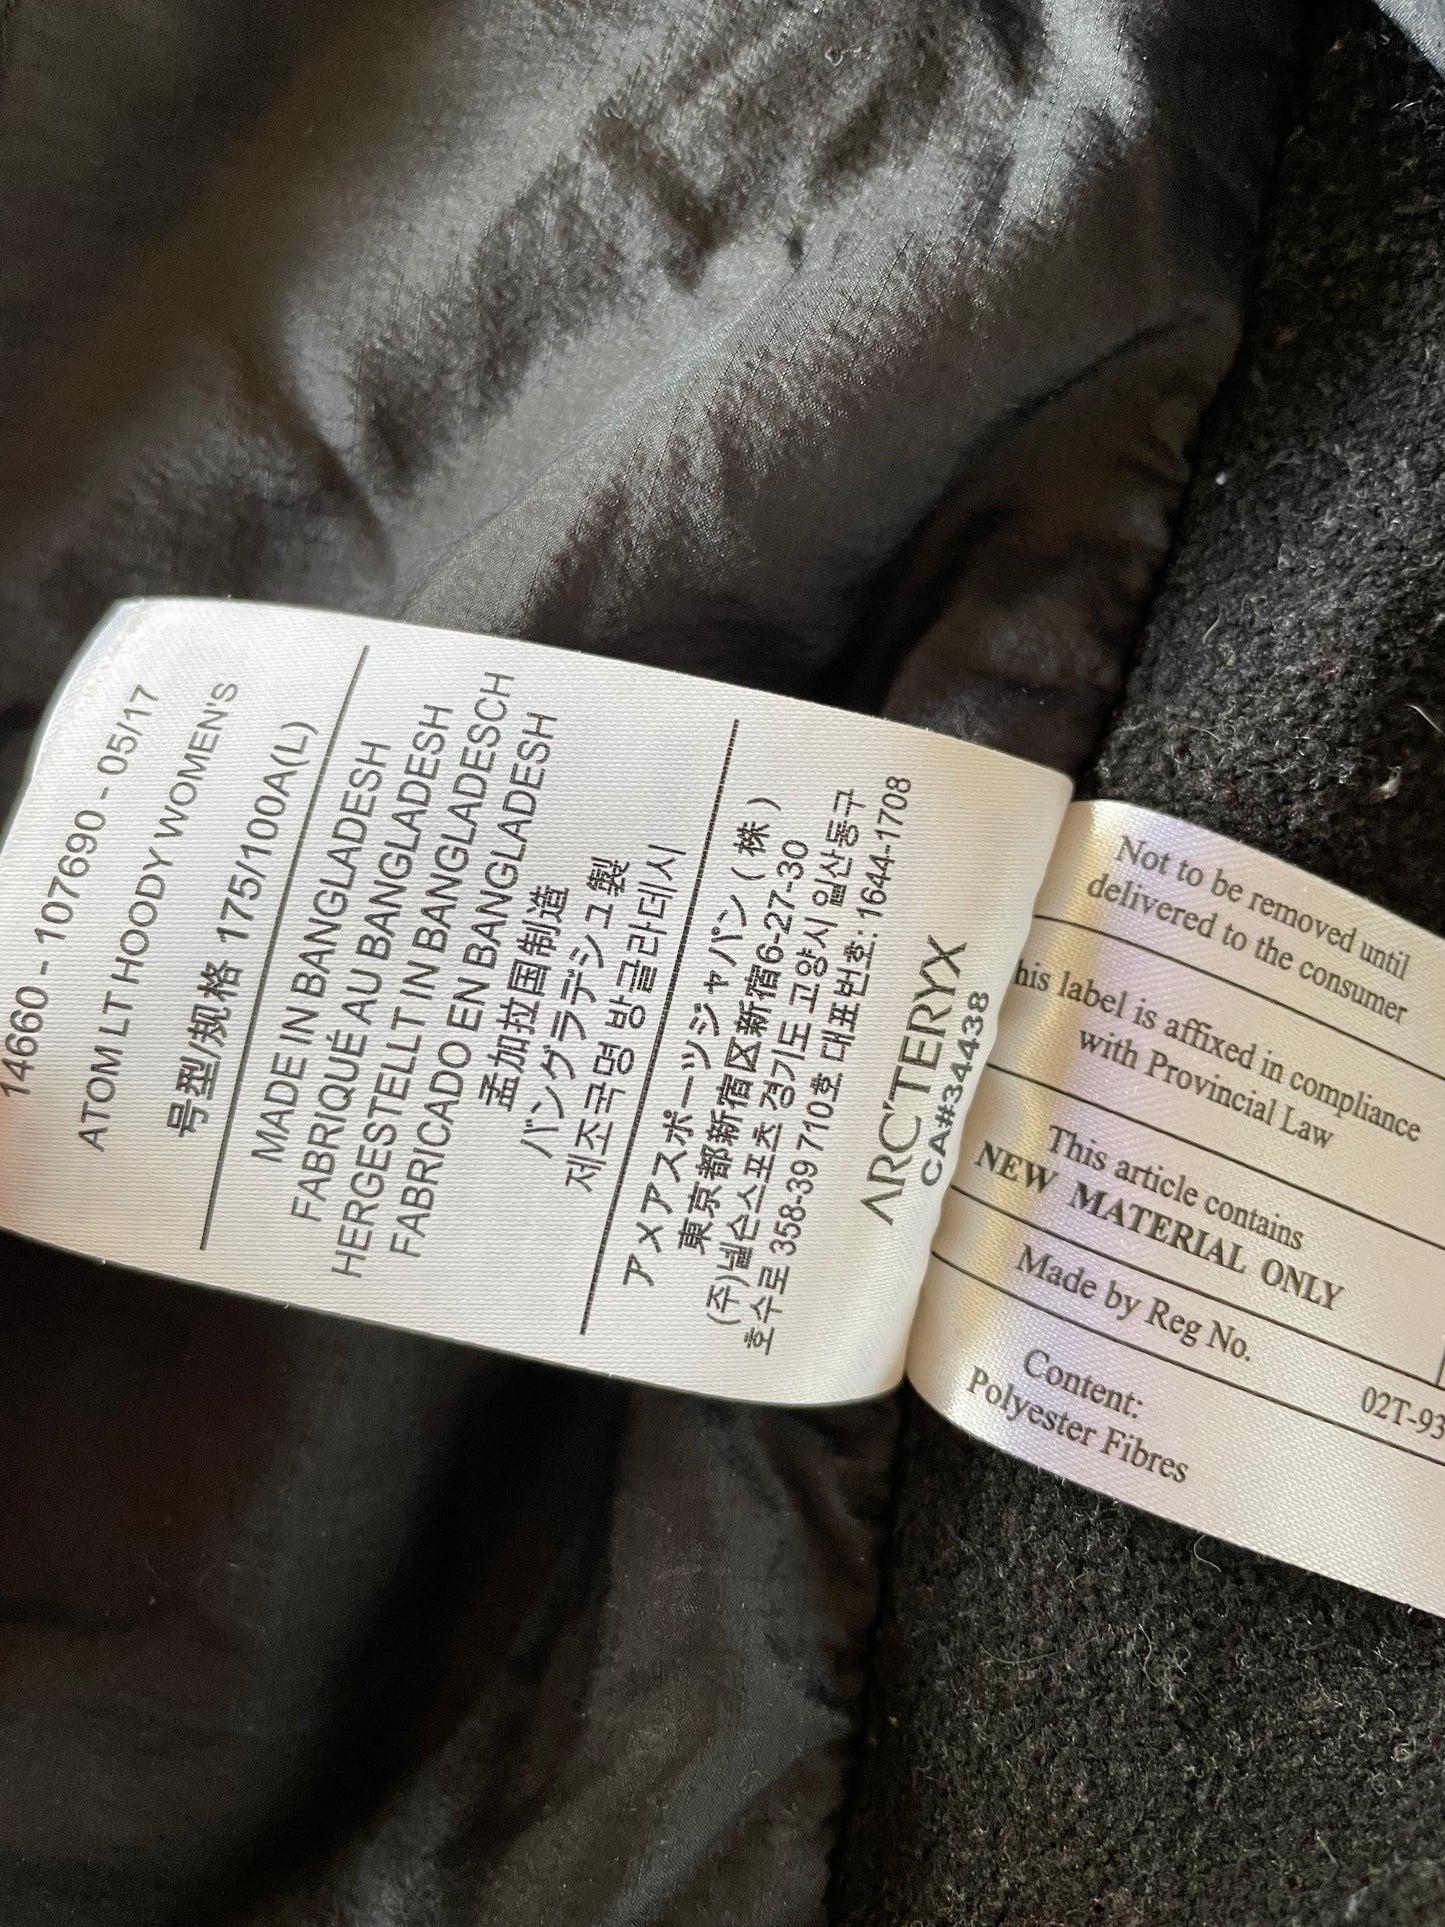 14660 - 107690 - 05/17
ATOM LT HOODY WOMEN'S
号型/规格 175/100A(L)
MADE IN BANGLADESH
FABRIQUÉ AU BANGLADESH
HERGESTELLT IN BANGLADESCH
FABRICADO EN BANGLADESH
孟加拉国制造
バングラデシュ製
제조국명 방글라데시
アメアスポーツジャパン(株)
東京都新宿区新宿6-27-30
(주)넬슨스포츠 경기도 고양시 일산동구
호수로 358-39 710호 대표번호: 1644-1708
ARC'TERYX
CA#34438
Not to be removed until
delivered to the consumer
his label is affixed in compliance
with Provincial Law
This article contains
NEW MATERIAL ONLY
Made by Reg No.
02T-93
Content:
Polyester Fibres